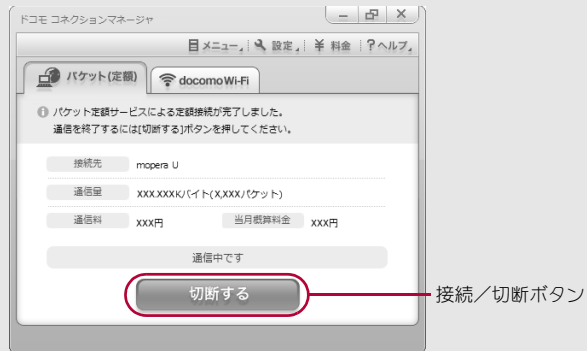 ドコモ コネクションマネージャ
メニュー 設定 ¥ 料金 ?ヘルプ
パケット(定額) docomo Wi-Fi
パケット定額サービスによる定額接続が完了しました。
通信を終了するには[切断する]ボタンを押してください。
接続先 mopera U
通信量 XXX.XXXKバイト(X,XXXパケット)
通信料 XXX円 当月概算料金 XXX円
通信中です
切断する
接続／切断ボタン